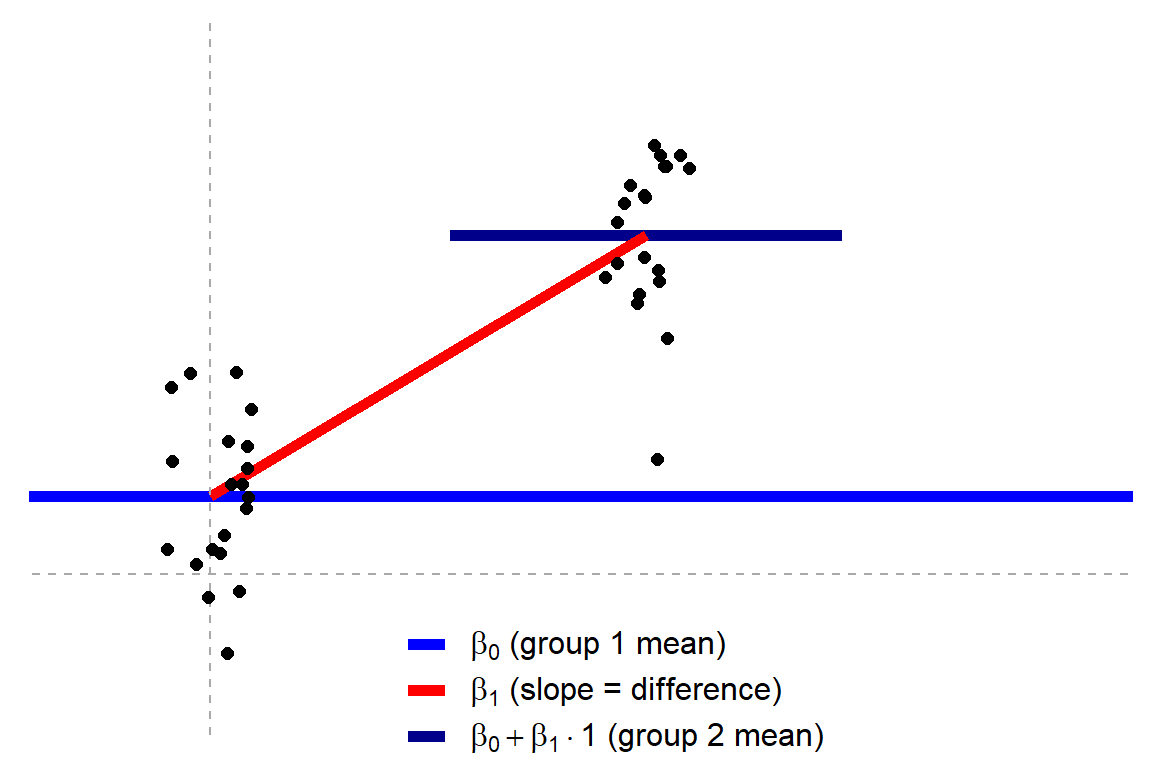 β₀ (group 1 mean)
β₁ (slope = difference)
β₀ + β₁ · 1 (group 2 mean)